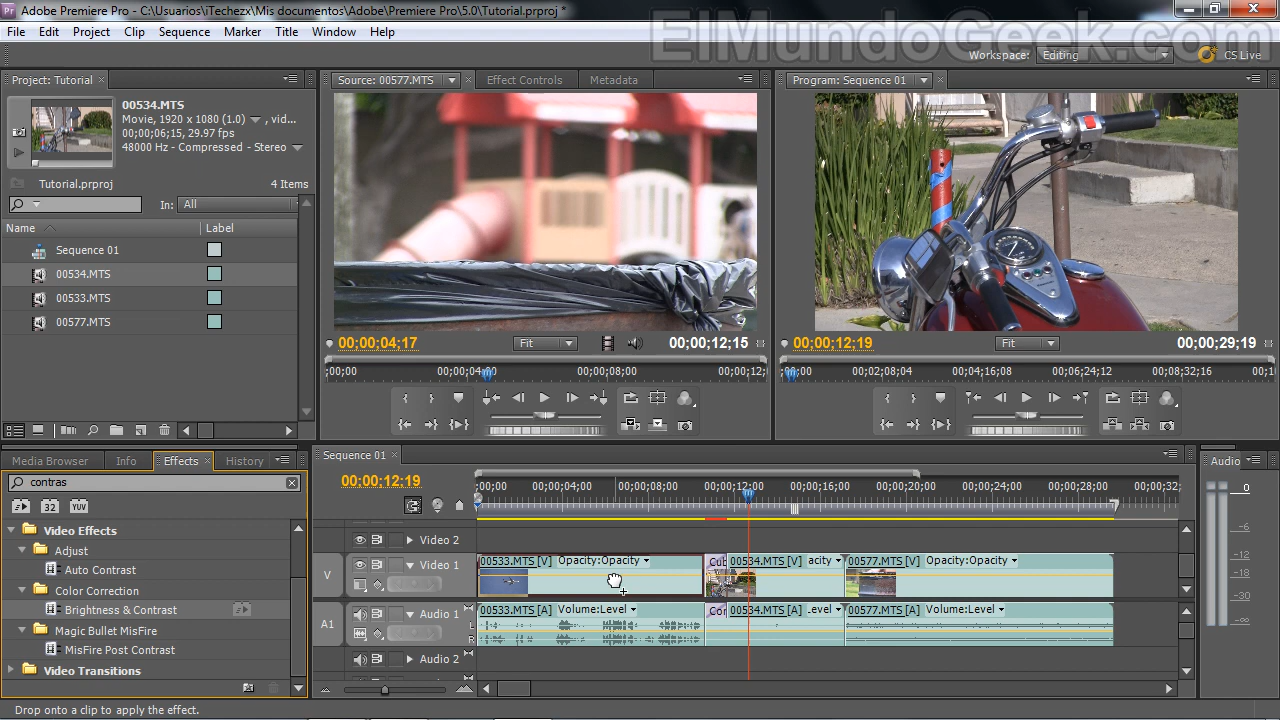 Adobe Premiere Pro - C:\Usuarios\iTechezx\Mis documentos\Adobe\Premiere Pro\5.0\Tutorial.prproj *
File Edit Project Clip Sequence Marker Title Window Help
ElMundoGeek.com
Workspace: Editing CS Live
Project: Tutorial
Source: 00577.MTS Effect Controls Metadata
Program: Sequence 01
00534.MTS
Movie, 1920 x 1080 (1.0) , vid...
00;00;06;15, 29.97 fps
48000 Hz - Compressed - Stereo
Tutorial.prproj 4 Items
In: All
Name Label
Sequence 01
00534.MTS
00533.MTS
00577.MTS
00;00;04;17 Fit 00;00;12;15
00;00;12;19 Fit 00;00;29;19
;00;00 00;00;04;00 00;00;08;00 00;00;12;
;00;00 00;02;08;04 00;04;16;08 00;06;24;12 00;08;32;16 00;10
Media Browser Info Effects History
contras
32 YUV
Video Effects
Adjust
Auto Contrast
Color Correction
Brightness & Contrast
Magic Bullet MisFire
MisFire Post Contrast
Video Transitions
Sequence 01
00;00;12;19
;00;00 00;00;04;00 00;00;08;00 00;00;12;00 00;00;16;00 00;00;20;00 00;00;24;00 00;00;28;00 00;00;32;
Video 2
V Video 1 00533.MTS [V] Opacity:Opacity Cub 00534.MTS [V] acity 00577.MTS [V] Opacity:Opacity
A1 Audio 1 L R 00533.MTS [A] Volume:Level Con 00534.MTS [A] .evel 00577.MTS [A] Volume:Level
Audio 2
Audio
0
-6
-12
-18
-30
-∞
Drop onto a clip to apply the effect.